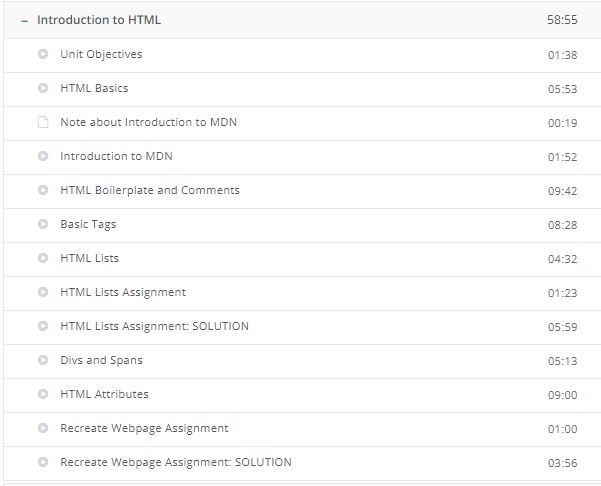 Introduction to HTML 58:55
Unit Objectives 01:38
HTML Basics 05:53
Note about Introduction to MDN 00:19
Introduction to MDN 01:52
HTML Boilerplate and Comments 09:42
Basic Tags 08:28
HTML Lists 04:32
HTML Lists Assignment 01:23
HTML Lists Assignment: SOLUTION 05:59
Divs and Spans 05:13
HTML Attributes 09:00
Recreate Webpage Assignment 01:00
Recreate Webpage Assignment: SOLUTION 03:56